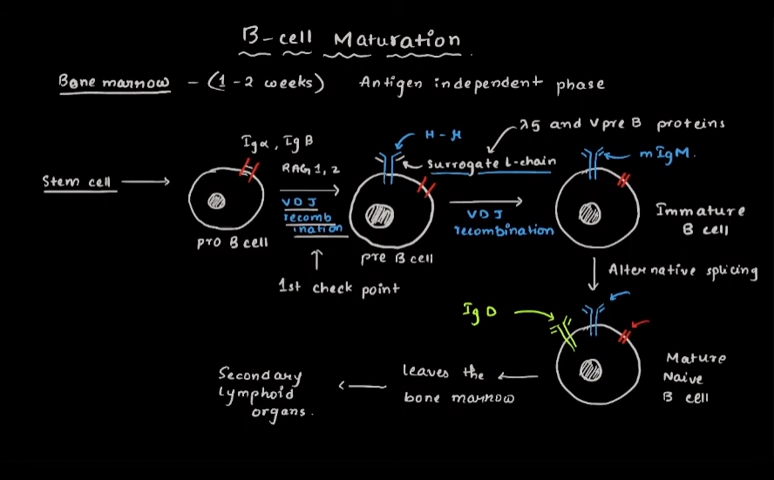 B-cell Maturation
Bone marrow - (1-2 weeks) Antigen independent phase
λ5 and Vpre B proteins
Igα, IgB
H-H
RAG 1, 2
surrogate L-chain
mIgM.
Stem cell
VDJ
recomb
ination
VDJ
recombination
Immature
B cell
pro B cell
pre B cell
1st check point
Alternative splicing
IgD
Mature
Naive
B cell
leaves the
bone marrow
Secondary
lymphoid
organs.